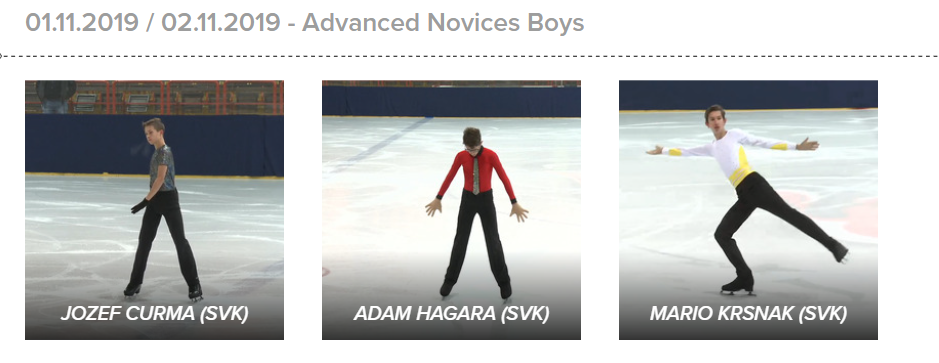 01.11.2019 / 02.11.2019 - Advanced Novices Boys
JOZEF CURMA (SVK)
ADAM HAGARA (SVK)
MARIO KRSNAK (SVK)